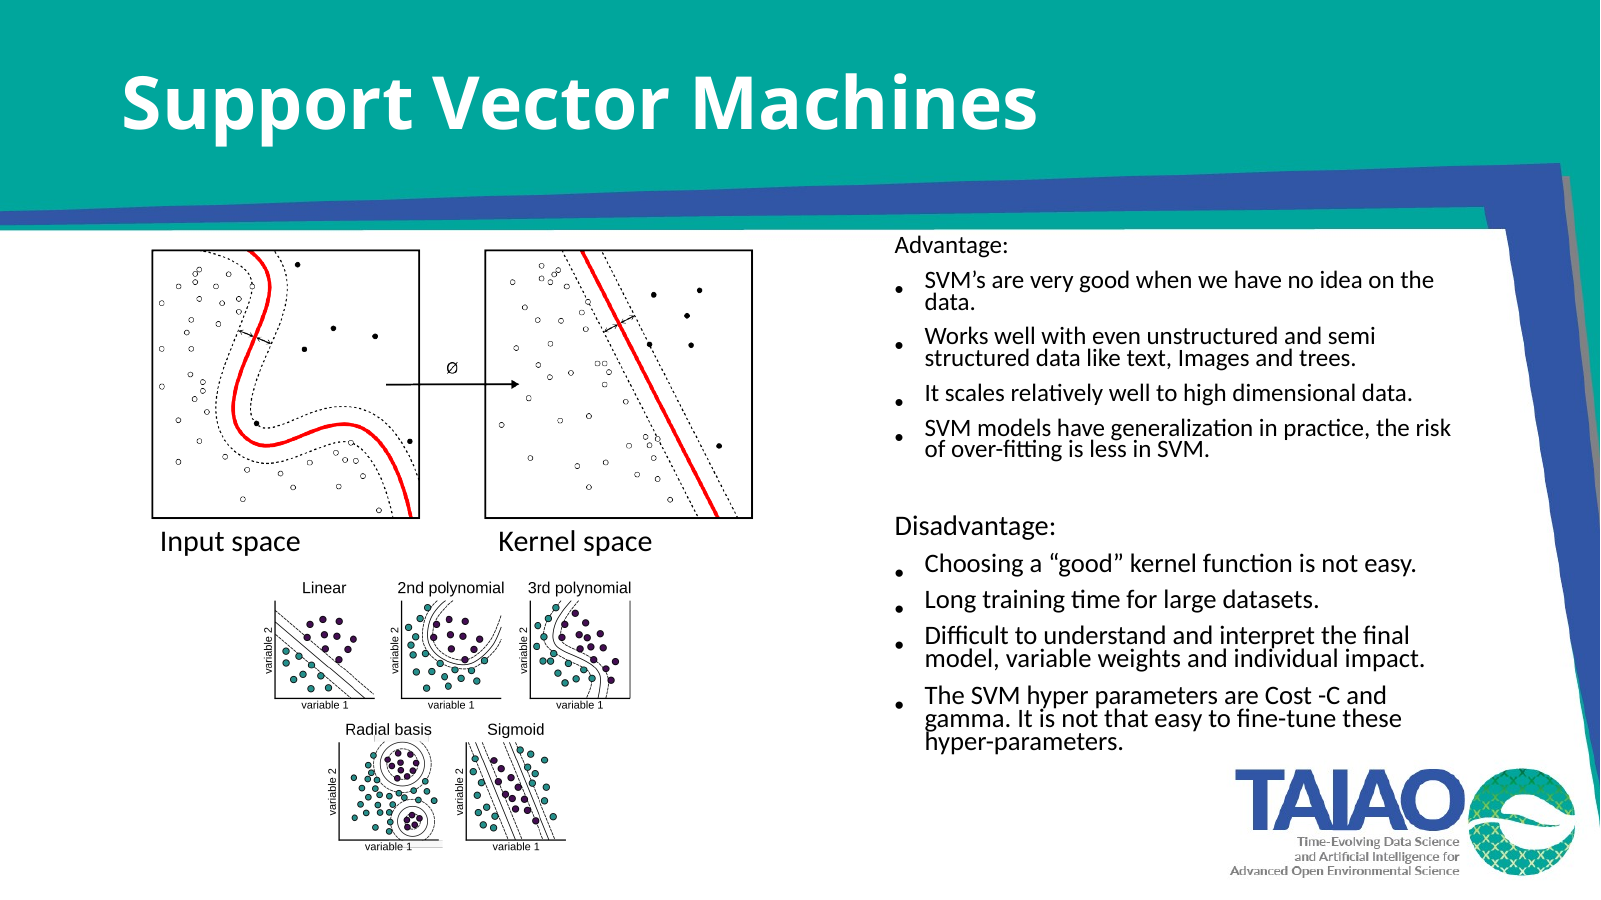 Support Vector Machines
Ø
Input space
Kernel space
Linear
2nd polynomial
3rd polynomial
variable 2
variable 2
variable 2
variable 1
variable 1
variable 1
Radial basis
Sigmoid
variable 2
variable 2
variable 1
variable 1
Advantage:
• SVM’s are very good when we have no idea on the
data.
• Works well with even unstructured and semi
structured data like text, Images and trees.
• It scales relatively well to high dimensional data.
• SVM models have generalization in practice, the risk
of over-fitting is less in SVM.
Disadvantage:
• Choosing a “good” kernel function is not easy.
• Long training time for large datasets.
• Difficult to understand and interpret the final
model, variable weights and individual impact.
• The SVM hyper parameters are Cost -C and
gamma. It is not that easy to fine-tune these
hyper-parameters.
TAIAO
Time-Evolving Data Science
and Artificial Intelligence for
Advanced Open Environmental Science